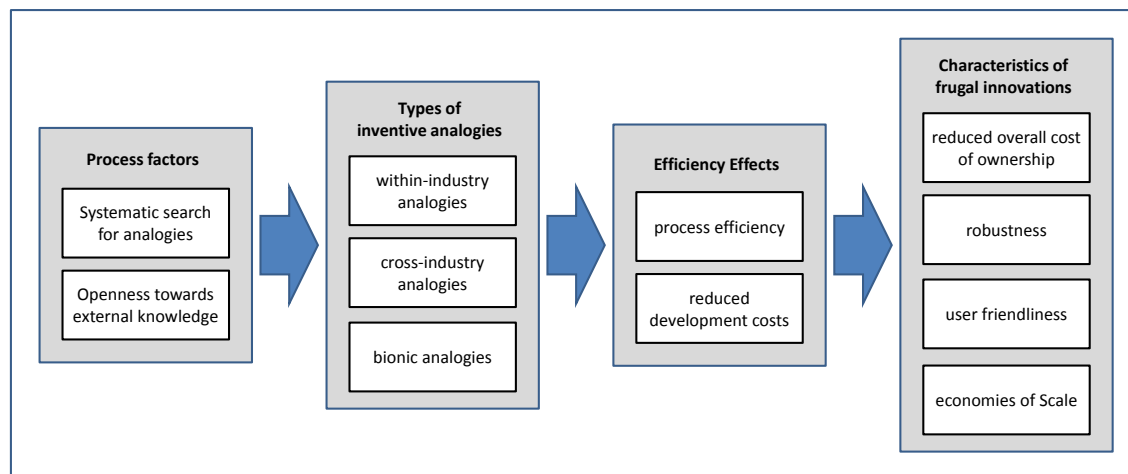 Process factors
Systematic search
for analogies
Openness towards
external knowledge
Types of
inventive analogies
within-industry
analogies
cross-industry
analogies
bionic analogies
Efficiency Effects
process efficiency
reduced
development costs
Characteristics of
frugal innovations
reduced overall cost
of ownership
robustness
user friendliness
economies of Scale